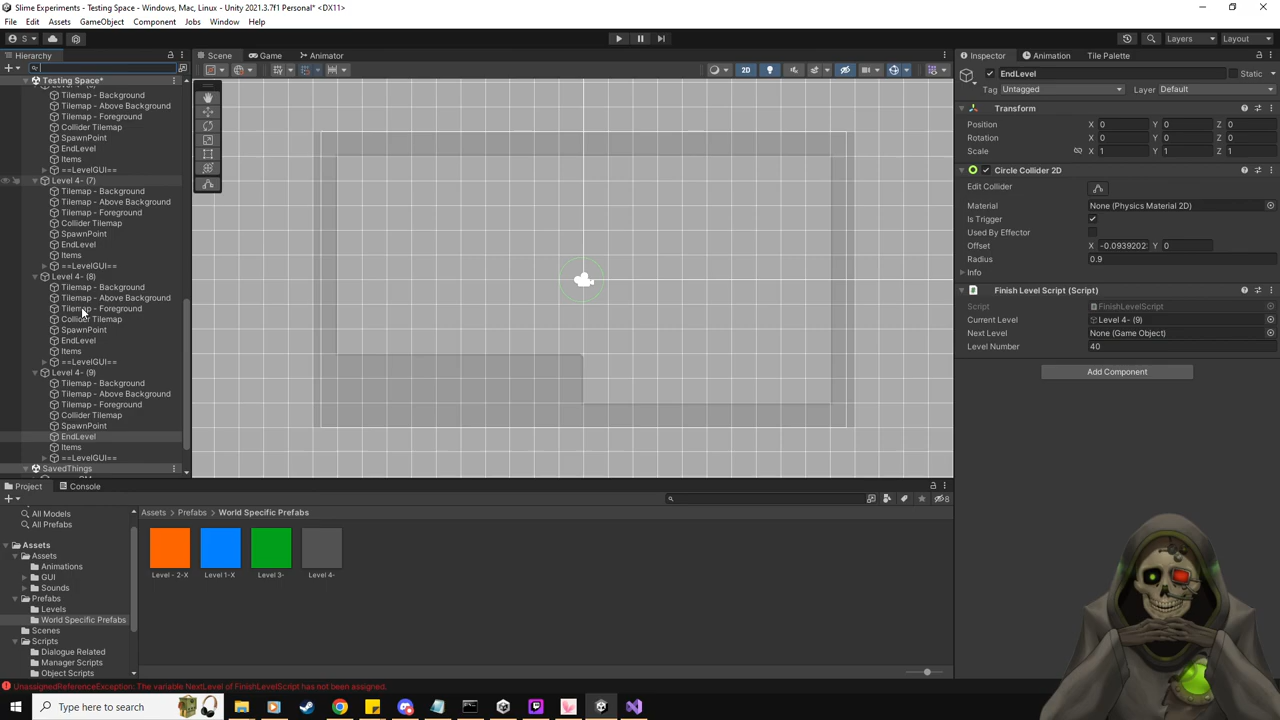 Slime Experiments - Testing Space - Windows, Mac, Linux - Unity 2021.3.7f1 Personal* <DX11>
File Edit Assets GameObject Component Jobs Unity Window Help
S Layers Layout
Hierarchy
Testing Space*
Tilemap - Background
Tilemap - Above Background
Tilemap - Foreground
Collider Tilemap
SpawnPoint
EndLevel
Items
==LevelGUI==
Level 4- (7)
Tilemap - Background
Tilemap - Above Background
Tilemap - Foreground
Collider Tilemap
SpawnPoint
EndLevel
Items
==LevelGUI==
Level 4- (8)
Tilemap - Background
Tilemap - Above Background
Tilemap - Foreground
Collider Tilemap
SpawnPoint
EndLevel
Items
==LevelGUI==
Level 4- (9)
Tilemap - Background
Tilemap - Above Background
Tilemap - Foreground
Collider Tilemap
SpawnPoint
EndLevel
Items
==LevelGUI==
SavedThings
Scene Game Animator
2D
Inspector Animation Tile Palette
EndLevel Static
Tag Untagged Layer Default
Transform
Position X 0 Y 0 Z 0
Rotation X 0 Y 0 Z 0
Scale X 1 Y 1 Z 1
Circle Collider 2D
Edit Collider
Material None (Physics Material 2D)
Is Trigger
Used By Effector
Offset X -0.0939202 Y 0
Radius 0.9
Info
Finish Level Script (Script)
Script FinishLevelScript
Current Level Level 4- (9)
Next Level None (Game Object)
Level Number 40
Add Component
Project Console
8
All Models
All Prefabs
Assets
Assets
Animations
GUI
Sounds
Prefabs
Levels
World Specific Prefabs
Scenes
Scripts
Dialogue Related
Manager Scripts
Object Scripts
Assets Prefabs World Specific Prefabs
Level - 2-X Level 1-X Level 3- Level 4-
UnassignedReferenceException: The variable NextLevel of FinishLevelScript has not been assigned.
Type here to search